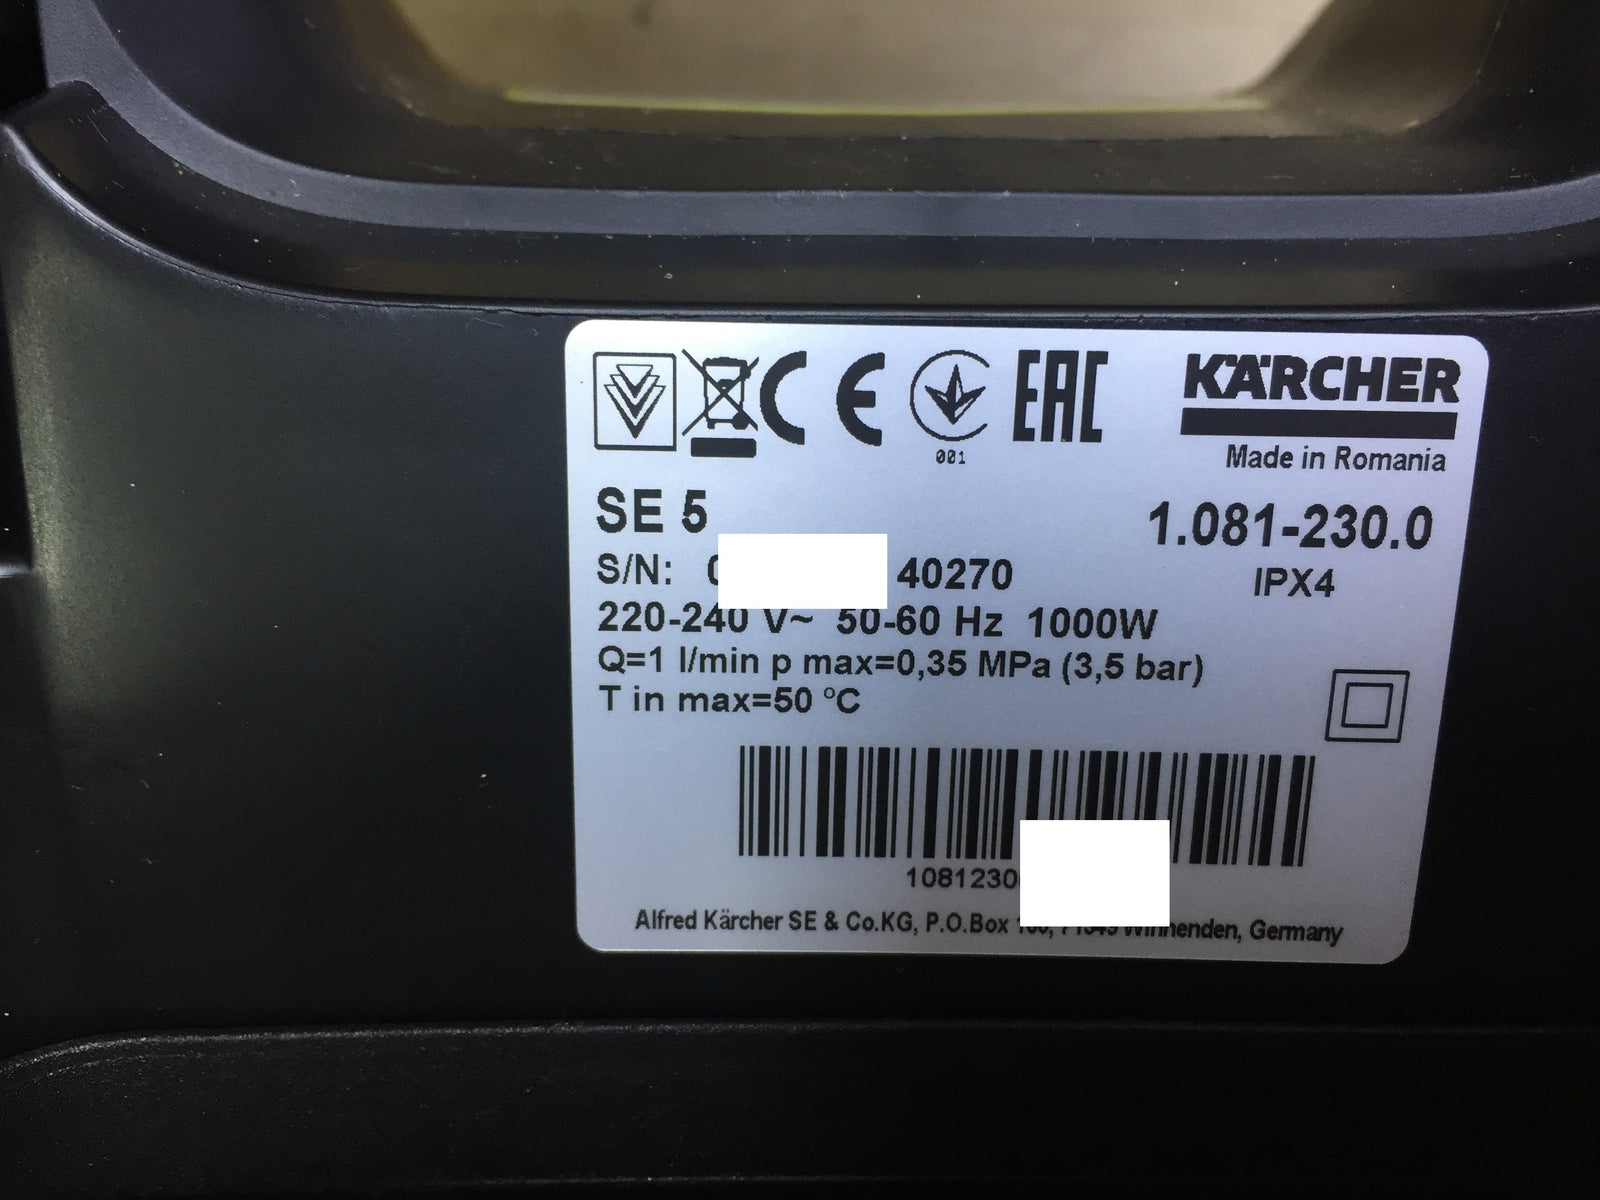 CE
EAC
KÄRCHER
001
Made in Romania
SE 5
1.081-230.0
S/N: 40270
IPX4
220-240 V~ 50-60 Hz 1000W
Q=1 l/min p max=0,35 MPa (3,5 bar)
T in max=50 °C
1081230
Alfred Kärcher SE & Co.KG, P.O.Box Winnenden, Germany